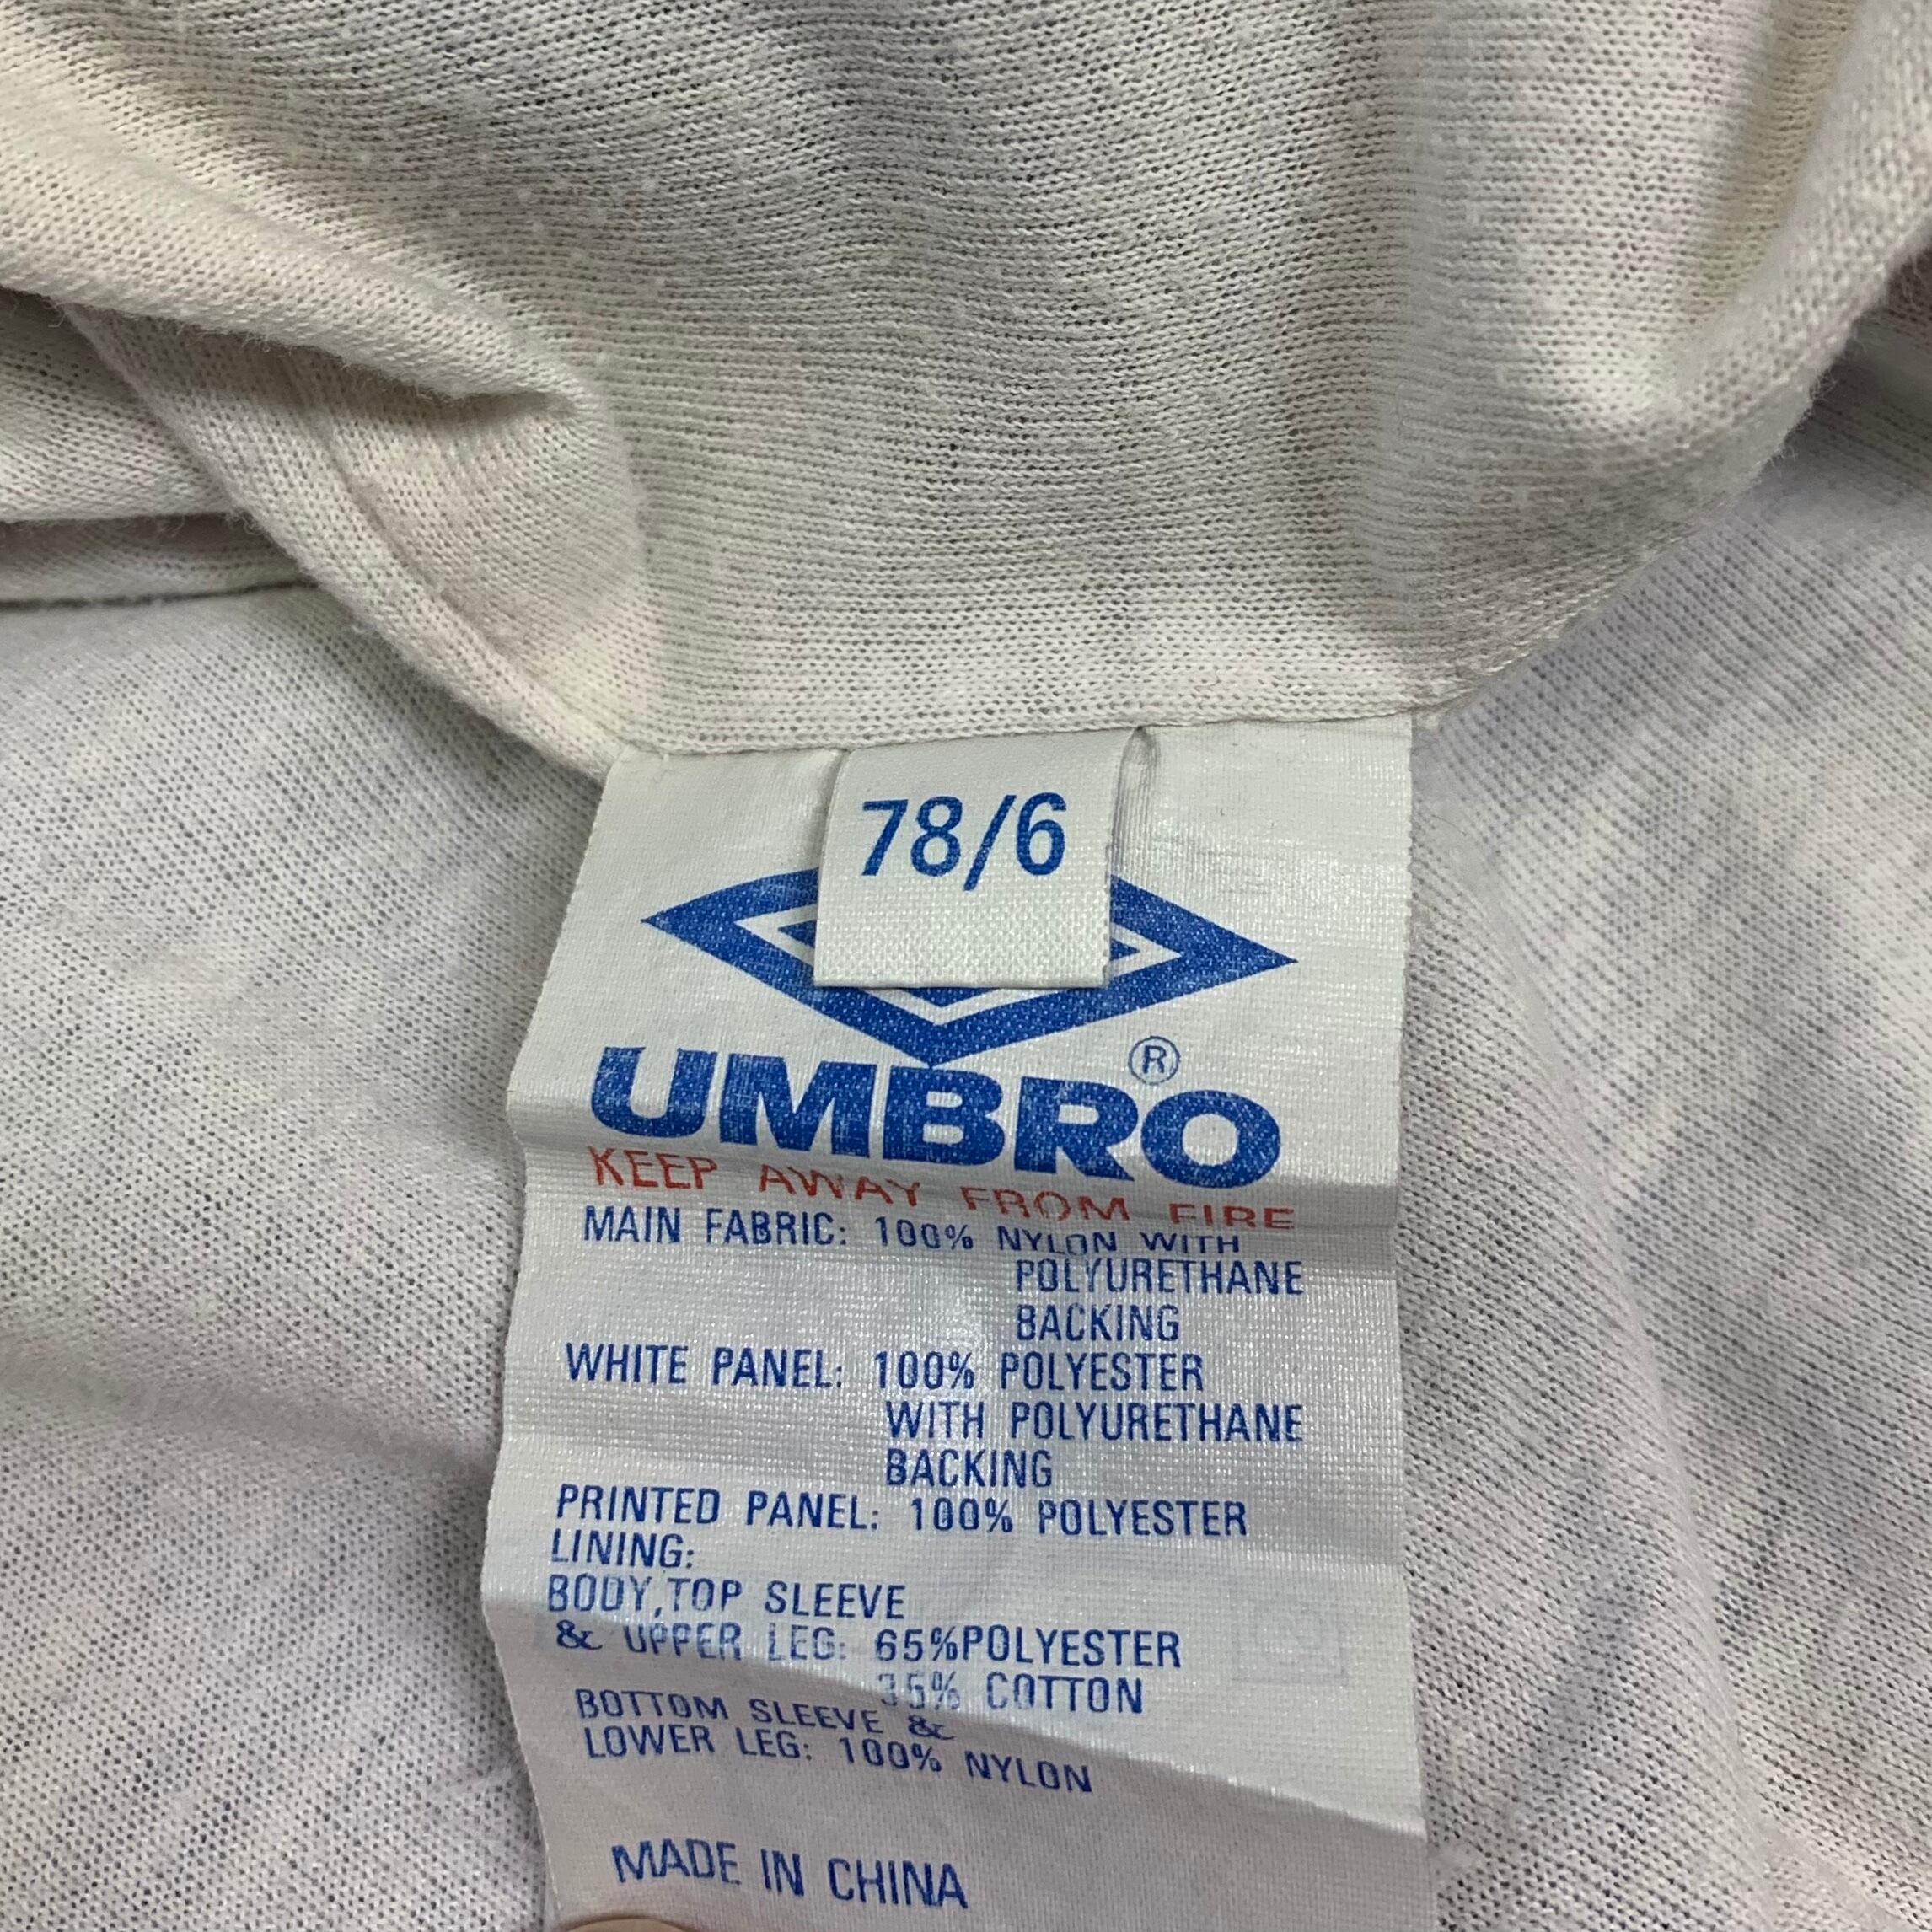 78/6
UMBRO®
KEEP AWAY FROM FIRE
MAIN FABRIC: 100% NYLON WITH
POLYURETHANE
BACKING
WHITE PANEL: 100% POLYESTER
WITH POLYURETHANE
BACKING
PRINTED PANEL: 100% POLYESTER
LINING:
BODY,TOP SLEEVE
& UPPER LEG: 65%POLYESTER
35% COTTON
BOTTOM SLEEVE &
LOWER LEG: 100% NYLON
MADE IN CHINA